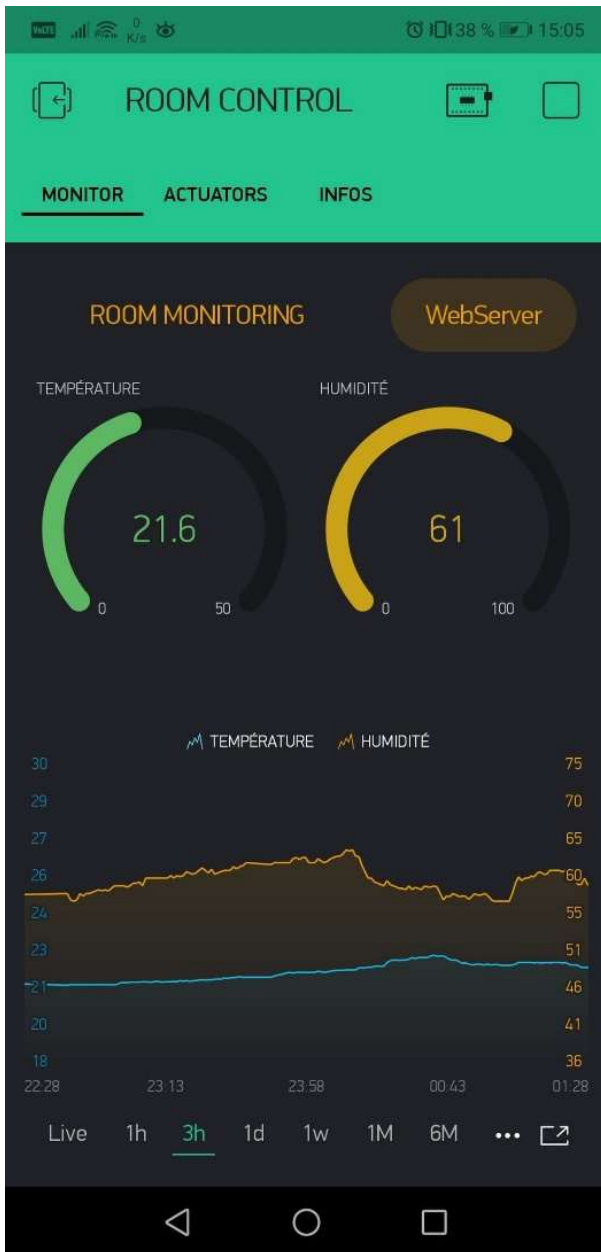 VoLTE 0 K/s 38 % 15:05
ROOM CONTROL
MONITOR ACTUATORS INFOS
ROOM MONITORING WebServer
TEMPÉRATURE HUMIDITÉ
21.6 61
0 50 0 100
TEMPÉRATURE HUMIDITÉ
30 75
29 70
27 65
26 60
24 55
23 51
21 46
20 41
18 36
22:28 23:13 23:58 00:43 01:28
Live 1h 3h 1d 1w 1M 6M